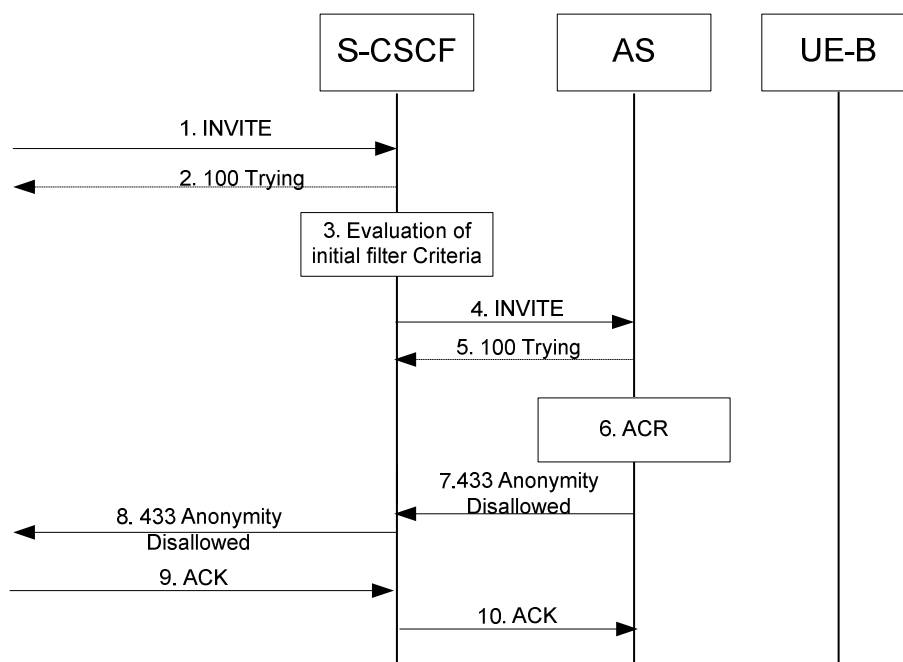 S-CSCF
AS
UE-B
1. INVITE
2. 100 Trying
3. Evaluation of
initial filter Criteria
4. INVITE
5. 100 Trying
6. ACR
7.433 Anonymity
Disallowed
8. 433 Anonymity
Disallowed
9. ACK
10. ACK